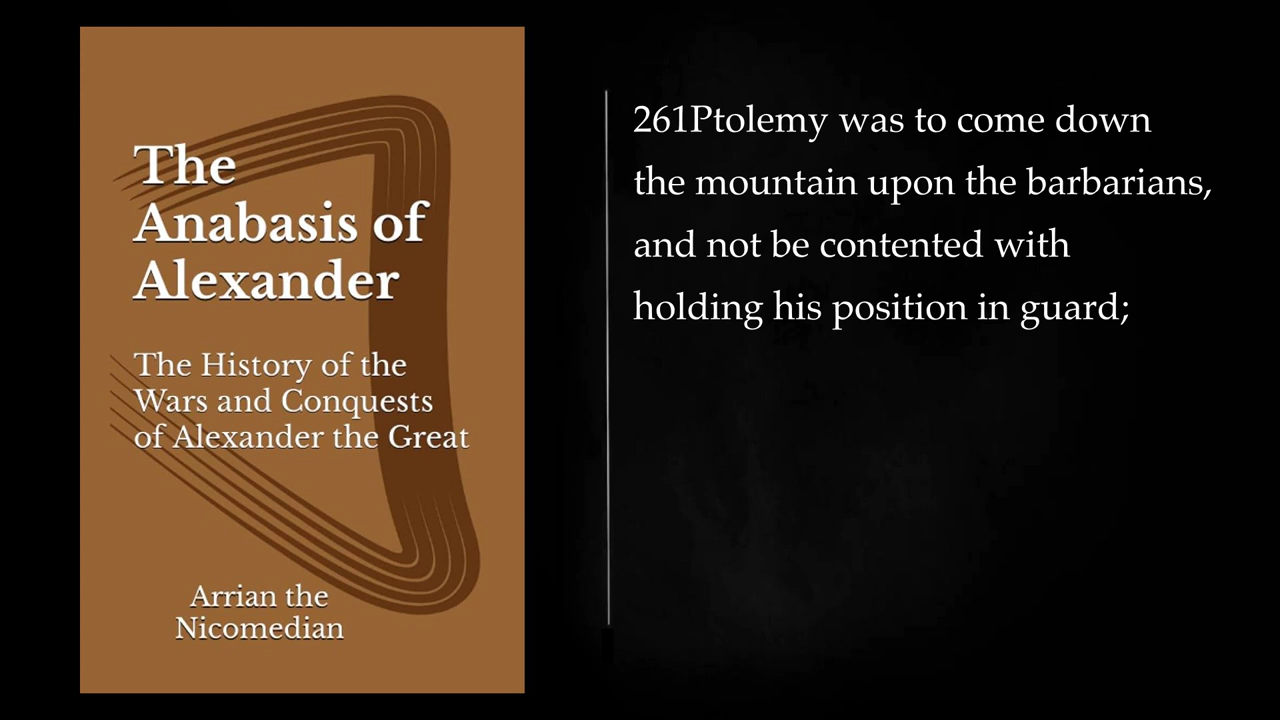 The
Anabasis of
Alexander
The History of the
Wars and Conquests
of Alexander the Great
Arrian the
Nicomedian
261Ptolemy was to come down
the mountain upon the barbarians,
and not be contented with
holding his position in guard;